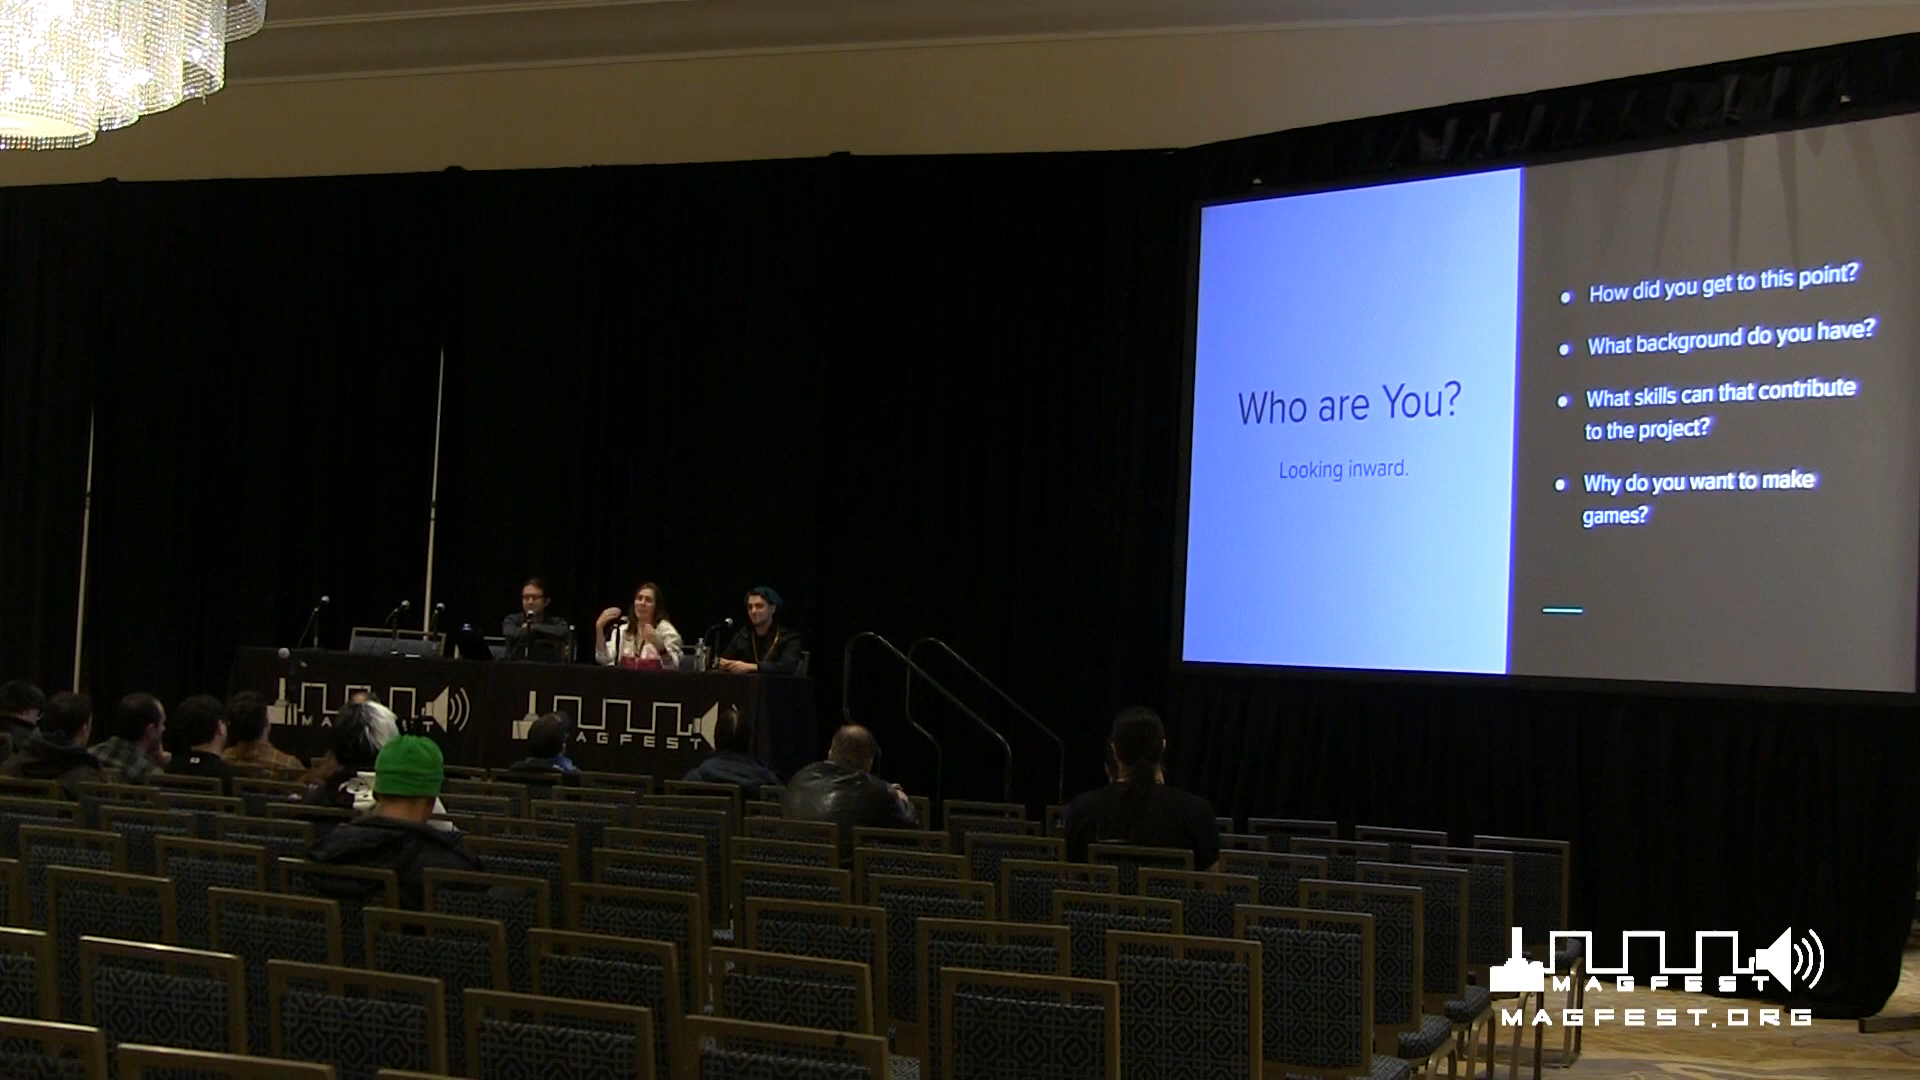 Who are You?
Looking inward.
How did you get to this point?
What background do you have?
What skills can that contribute
to the project?
Why do you want to make
games?
MAGFEST
MAGFEST
MAGFEST.ORG